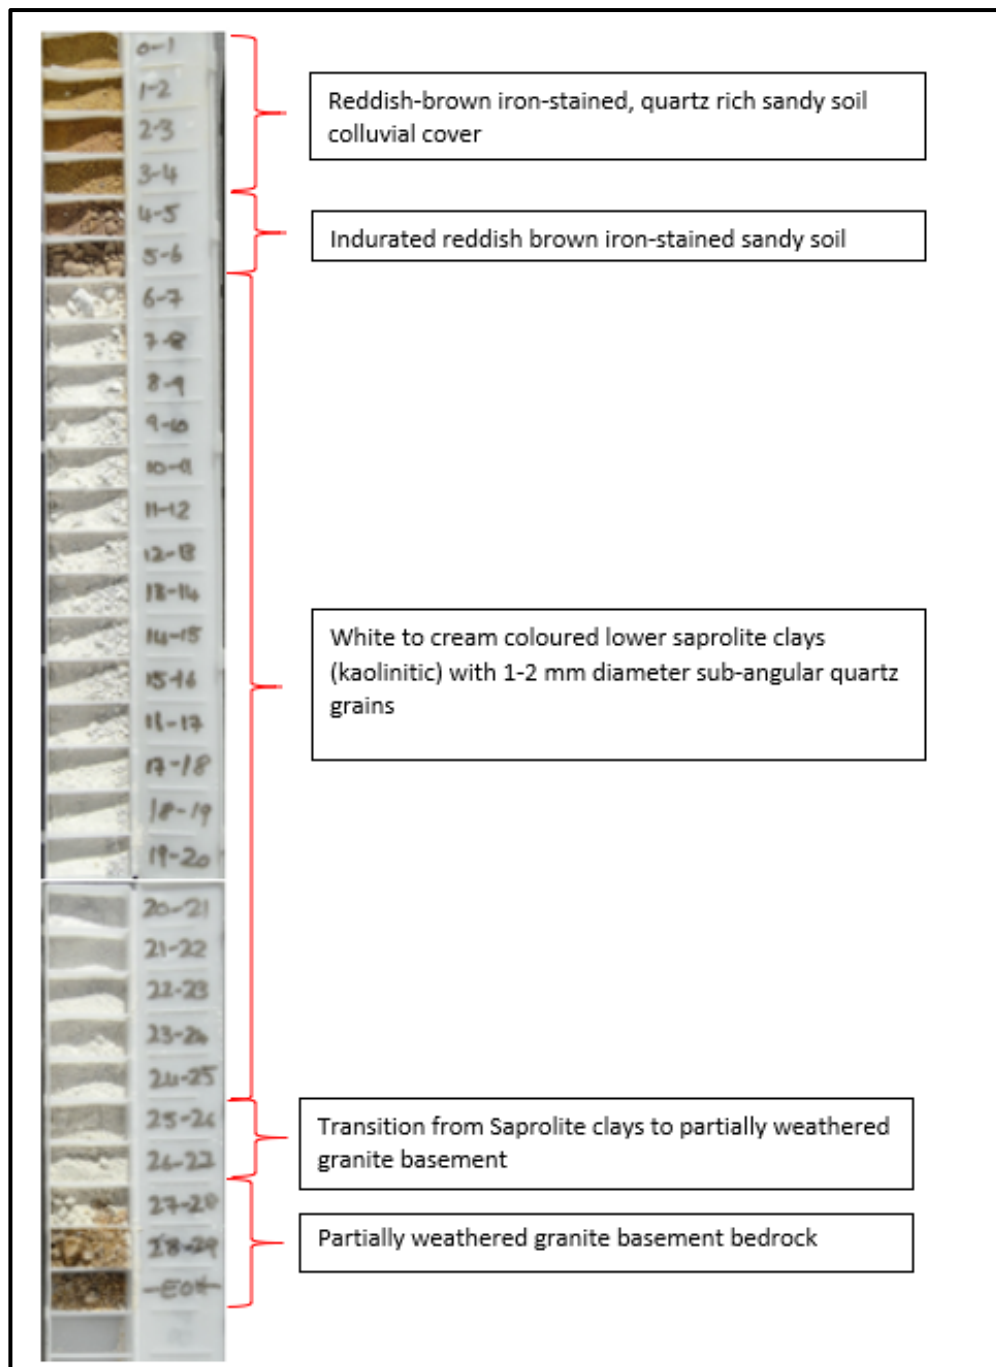 0-1
1-2
2-3
3-4
4-5
5-6
6-7
7-8
8-9
9-10
10-11
11-12
12-13
13-14
14-15
15-16
16-17
17-18
18-19
19-20
20-21
21-22
22-23
23-24
24-25
25-26
26-27
27-28
28-29
-EOH-
Reddish-brown iron-stained, quartz rich sandy soil
colluvial cover
Indurated reddish brown iron-stained sandy soil
White to cream coloured lower saprolite clays
(kaolinitic) with 1-2 mm diameter sub-angular quartz
grains
Transition from Saprolite clays to partially weathered
granite basement
Partially weathered granite basement bedrock